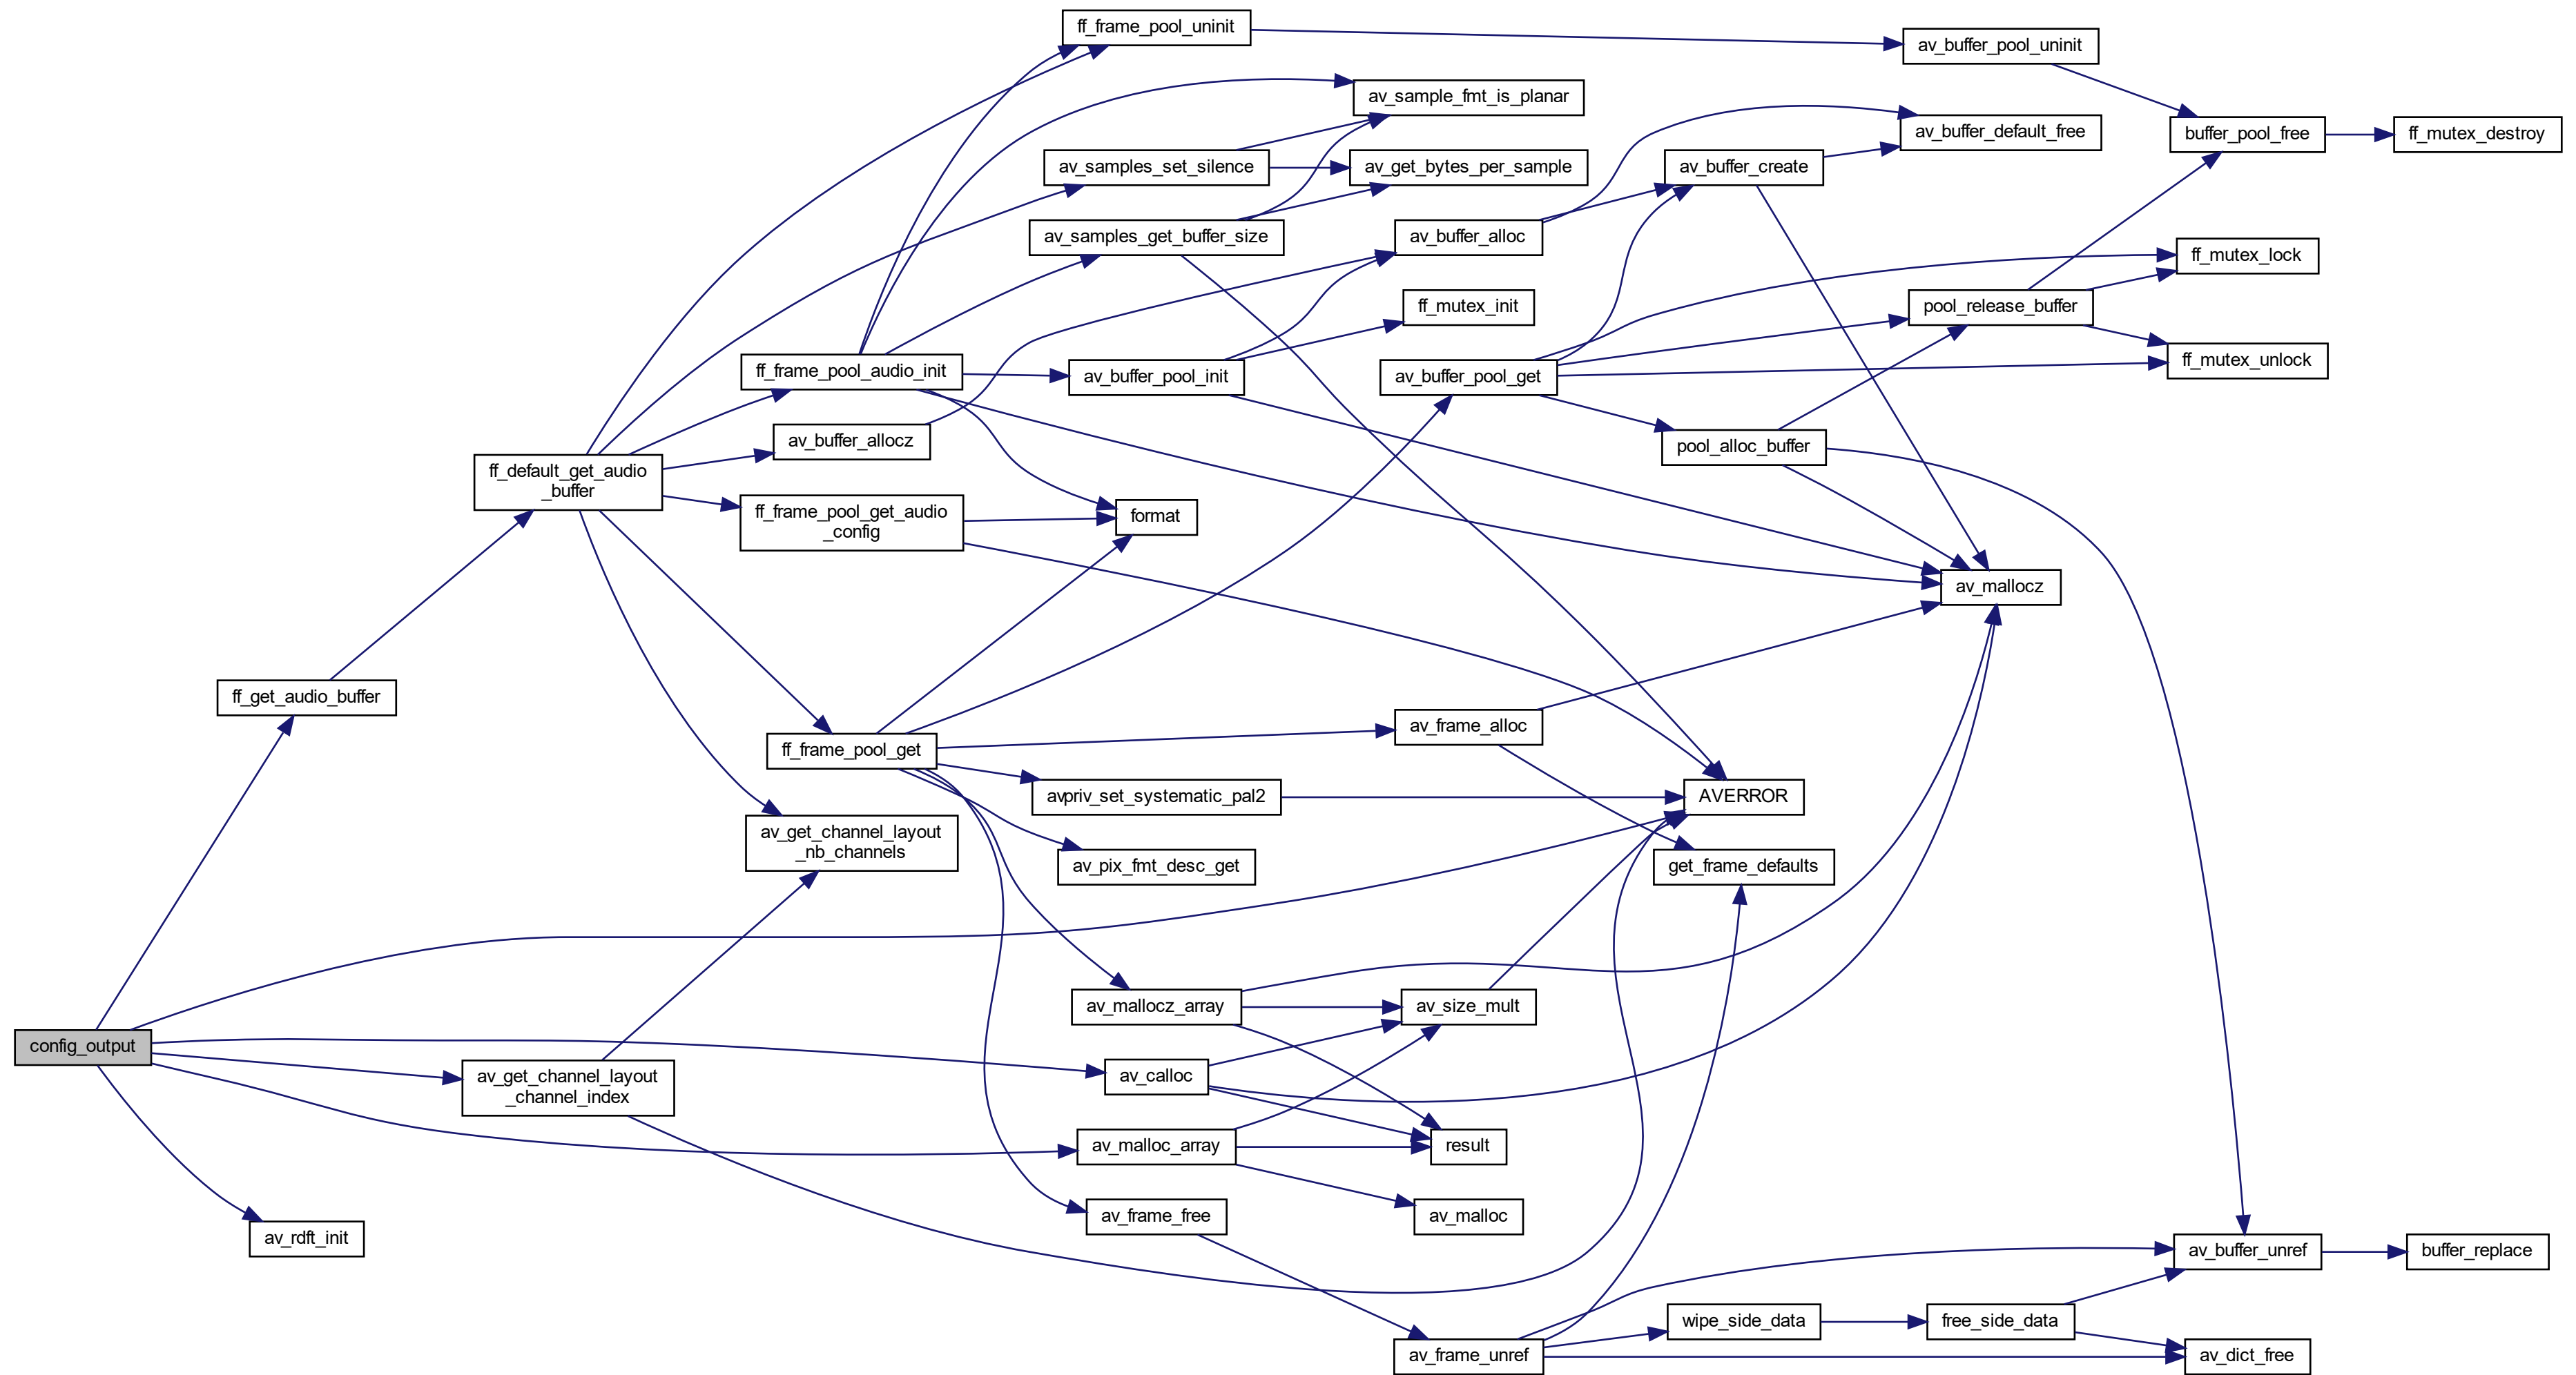 ff_frame_pool_uninit
av_buffer_pool_uninit
av_sample_fmt_is_planar
av_buffer_default_free
buffer_pool_free
ff_mutex_destroy
av_samples_set_silence
av_get_bytes_per_sample
av_buffer_create
av_samples_get_buffer_size
av_buffer_alloc
ff_mutex_lock
ff_mutex_init
pool_release_buffer
ff_frame_pool_audio_init
av_buffer_pool_init
av_buffer_pool_get
ff_mutex_unlock
av_buffer_allocz
pool_alloc_buffer
ff_default_get_audio
_buffer
ff_frame_pool_get_audio
_config
format
av_mallocz
ff_get_audio_buffer
av_frame_alloc
ff_frame_pool_get
avpriv_set_systematic_pal2
AVERROR
av_get_channel_layout
_nb_channels
av_pix_fmt_desc_get
get_frame_defaults
av_mallocz_array
av_size_mult
config_output
av_get_channel_layout
_channel_index
av_calloc
av_malloc_array
result
av_frame_free
av_malloc
av_rdft_init
av_buffer_unref
buffer_replace
wipe_side_data
free_side_data
av_frame_unref
av_dict_free